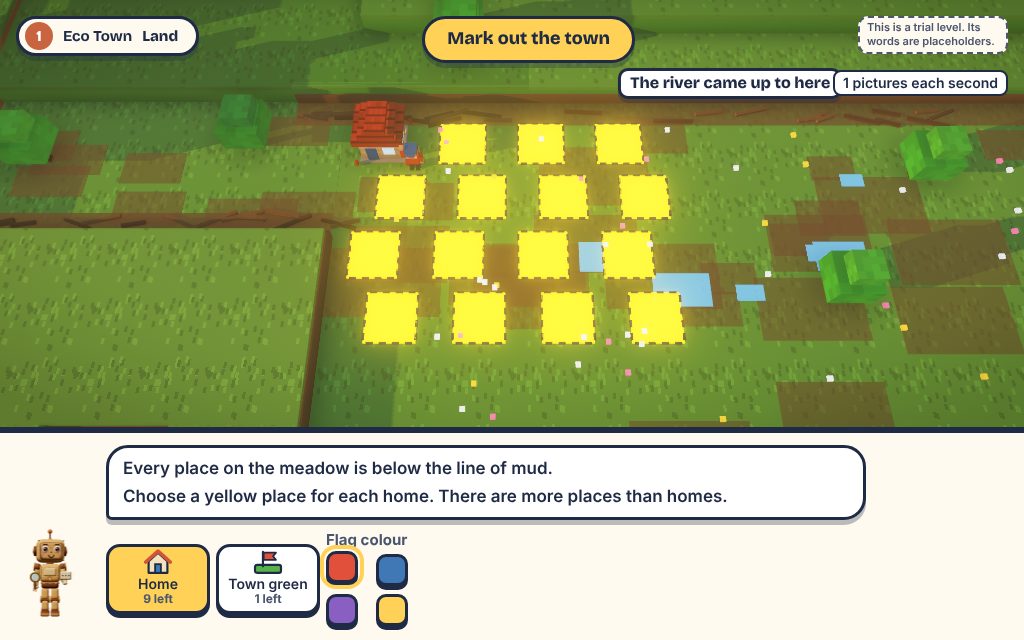 1 Eco Town Land
Mark out the town
This is a trial level. Its
words are placeholders.
The river came up to here
1 pictures each second
Every place on the meadow is below the line of mud.
Choose a yellow place for each home. There are more places than homes.
Flag colour
Home
9 left
Town green
1 left